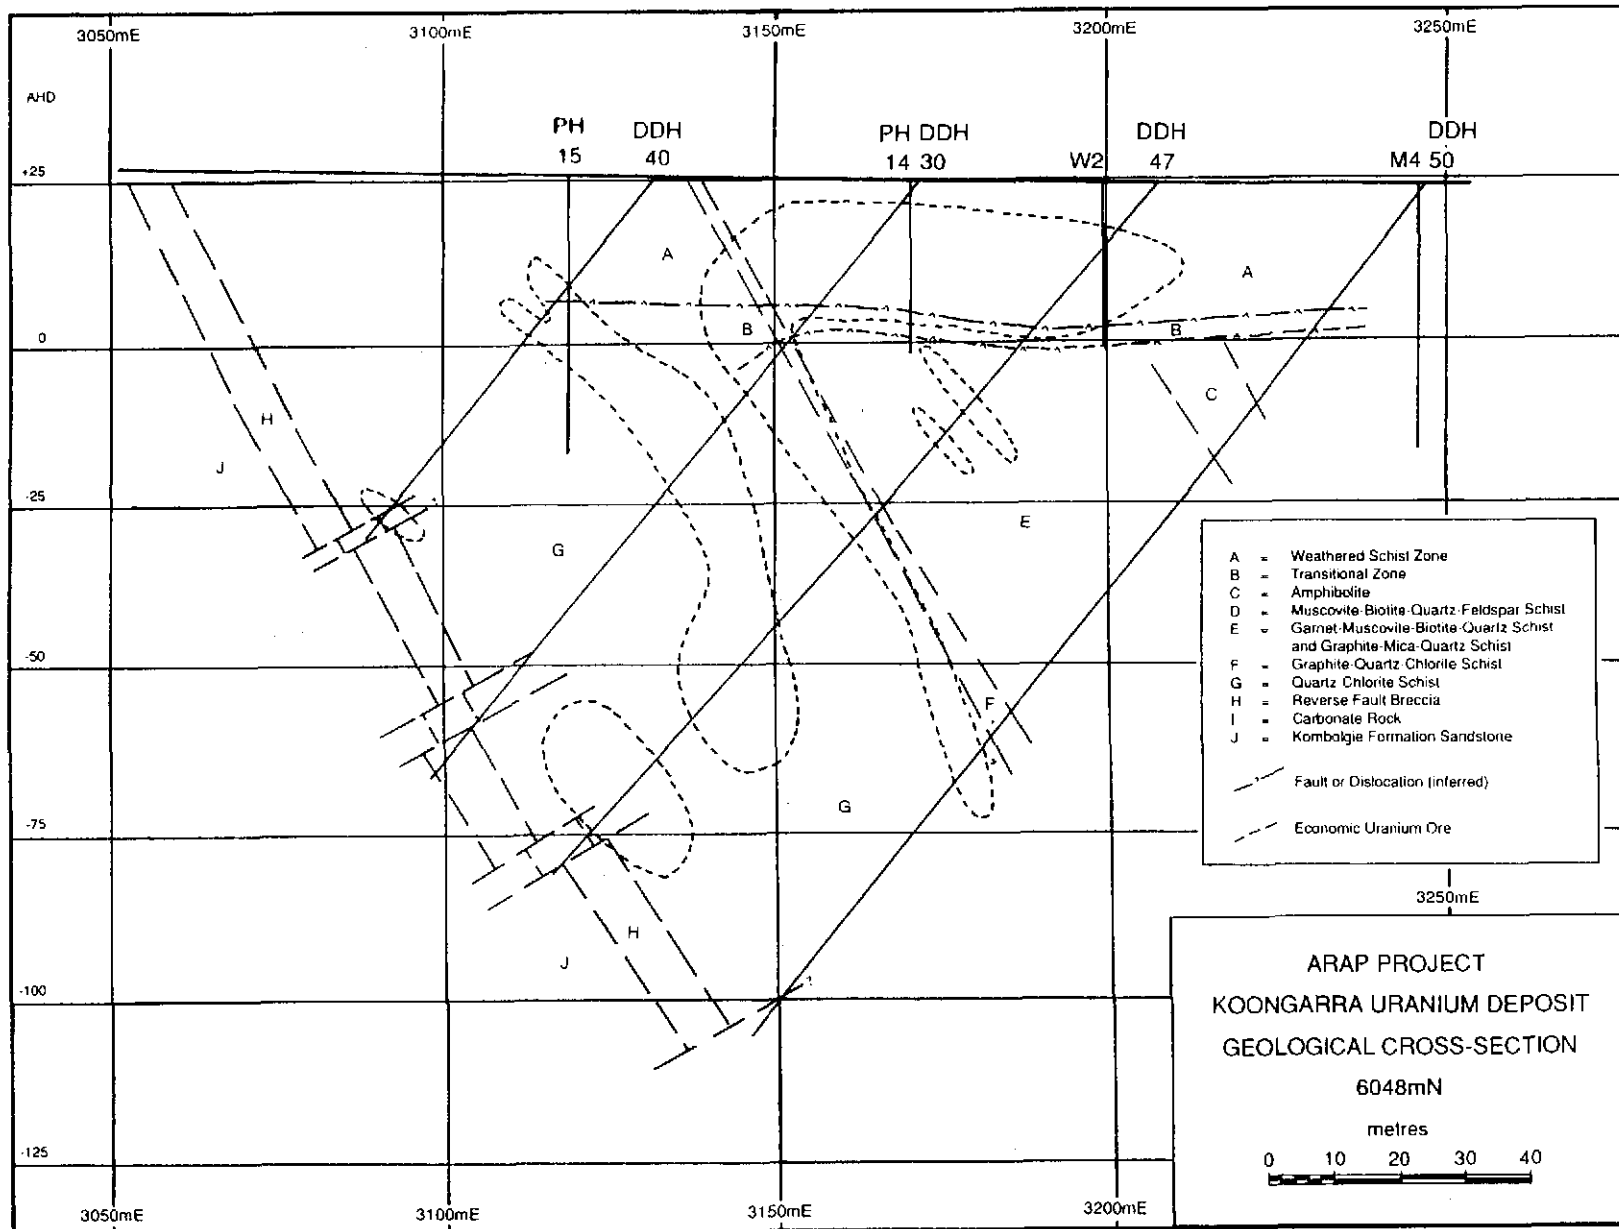 3050mE 3100mE 3150mE 3200mE 3250mE
AHD
PH DDH PH DDH DDH DDH
15 40 14 30 W2 47 M4 50
+25
A
A
B B
0
C
H
J
-25
E
G
-50
F
G
-75
H
J
-100
-125
A = Weathered Schist Zone
B = Transitional Zone
C = Amphibolite
D = Muscovite-Biotite-Quartz-Feldspar Schist
E = Garnet-Muscovite-Biotite-Quartz Schist
and Graphite-Mica-Quartz Schist
F = Graphite-Quartz-Chlorite Schist
G = Quartz Chlorite Schist
H = Reverse Fault Breccia
I = Carbonate Rock
J = Kombolgie Formation Sandstone
Fault or Dislocation (inferred)
Economic Uranium Ore
3250mE
ARAP PROJECT
KOONGARRA URANIUM DEPOSIT
GEOLOGICAL CROSS-SECTION
6048mN
metres
0 10 20 30 40
3050mE 3100mE 3150mE 3200mE